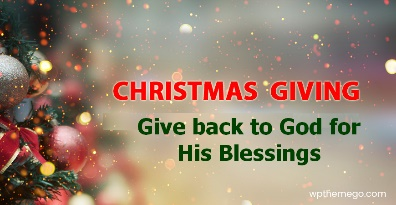 CHRISTMAS GIVING
Give back to God for
His Blessings
wpthemego.com